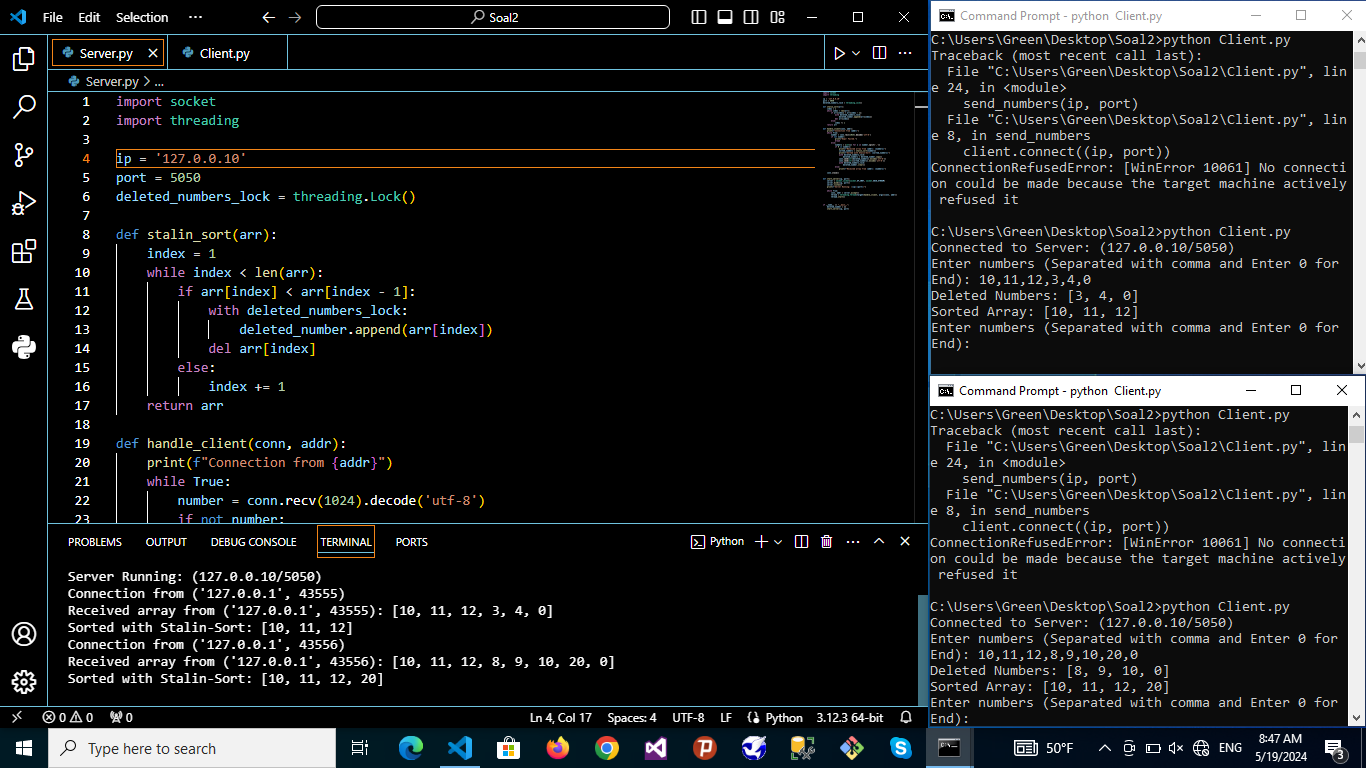 File Edit Selection ···
Soal2
Server.py
Client.py
Server.py > ...
1 import socket
2 import threading
3
4 ip = '127.0.0.10'
5 port = 5050
6 deleted_numbers_lock = threading.Lock()
7
8 def stalin_sort(arr):
9     index = 1
10     while index < len(arr):
11         if arr[index] < arr[index - 1]:
12             with deleted_numbers_lock:
13                 deleted_number.append(arr[index])
14             del arr[index]
15         else:
16             index += 1
17     return arr
18
19 def handle_client(conn, addr):
20     print(f"Connection from {addr}")
21     while True:
22         number = conn.recv(1024).decode('utf-8')
23         if not number:
PROBLEMS OUTPUT DEBUG CONSOLE TERMINAL PORTS
Python
Server Running: (127.0.0.10/5050)
Connection from ('127.0.0.1', 43555)
Received array from ('127.0.0.1', 43555): [10, 11, 12, 3, 4, 0]
Sorted with Stalin-Sort: [10, 11, 12]
Connection from ('127.0.0.1', 43556)
Received array from ('127.0.0.1', 43556): [10, 11, 12, 8, 9, 10, 20, 0]
Sorted with Stalin-Sort: [10, 11, 12, 20]
0 0 0 Ln 4, Col 17 Spaces: 4 UTF-8 LF Python 3.12.3 64-bit
Command Prompt - python  Client.py
C:\Users\Green\Desktop\Soal2>python Client.py
Traceback (most recent call last):
  File "C:\Users\Green\Desktop\Soal2\Client.py", lin
e 24, in <module>
    send_numbers(ip, port)
  File "C:\Users\Green\Desktop\Soal2\Client.py", line
8, in send_numbers
    client.connect((ip, port))
ConnectionRefusedError: [WinError 10061] No connecti
on could be made because the target machine actively
 refused it
C:\Users\Green\Desktop\Soal2>python Client.py
Connected to Server: (127.0.0.10/5050)
Enter numbers (Separated with comma and Enter 0 for
End): 10,11,12,3,4,0
Deleted Numbers: [3, 4, 0]
Sorted Array: [10, 11, 12]
Enter numbers (Separated with comma and Enter 0 for
End):
Command Prompt - python  Client.py
C:\Users\Green\Desktop\Soal2>python Client.py
Traceback (most recent call last):
  File "C:\Users\Green\Desktop\Soal2\Client.py", lin
e 24, in <module>
    send_numbers(ip, port)
  File "C:\Users\Green\Desktop\Soal2\Client.py", lin
e 8, in send_numbers
    client.connect((ip, port))
ConnectionRefusedError: [WinError 10061] No connecti
on could be made because the target machine actively
 refused it
C:\Users\Green\Desktop\Soal2>python Client.py
Connected to Server: (127.0.0.10/5050)
Enter numbers (Separated with comma and Enter 0 for
End): 10,11,12,8,9,10,20,0
Deleted Numbers: [8, 9, 10, 0]
Sorted Array: [10, 11, 12, 20]
Enter numbers (Separated with comma and Enter 0 for
End):
Type here to search
50°F
ENG
8:47 AM
5/19/2024
3